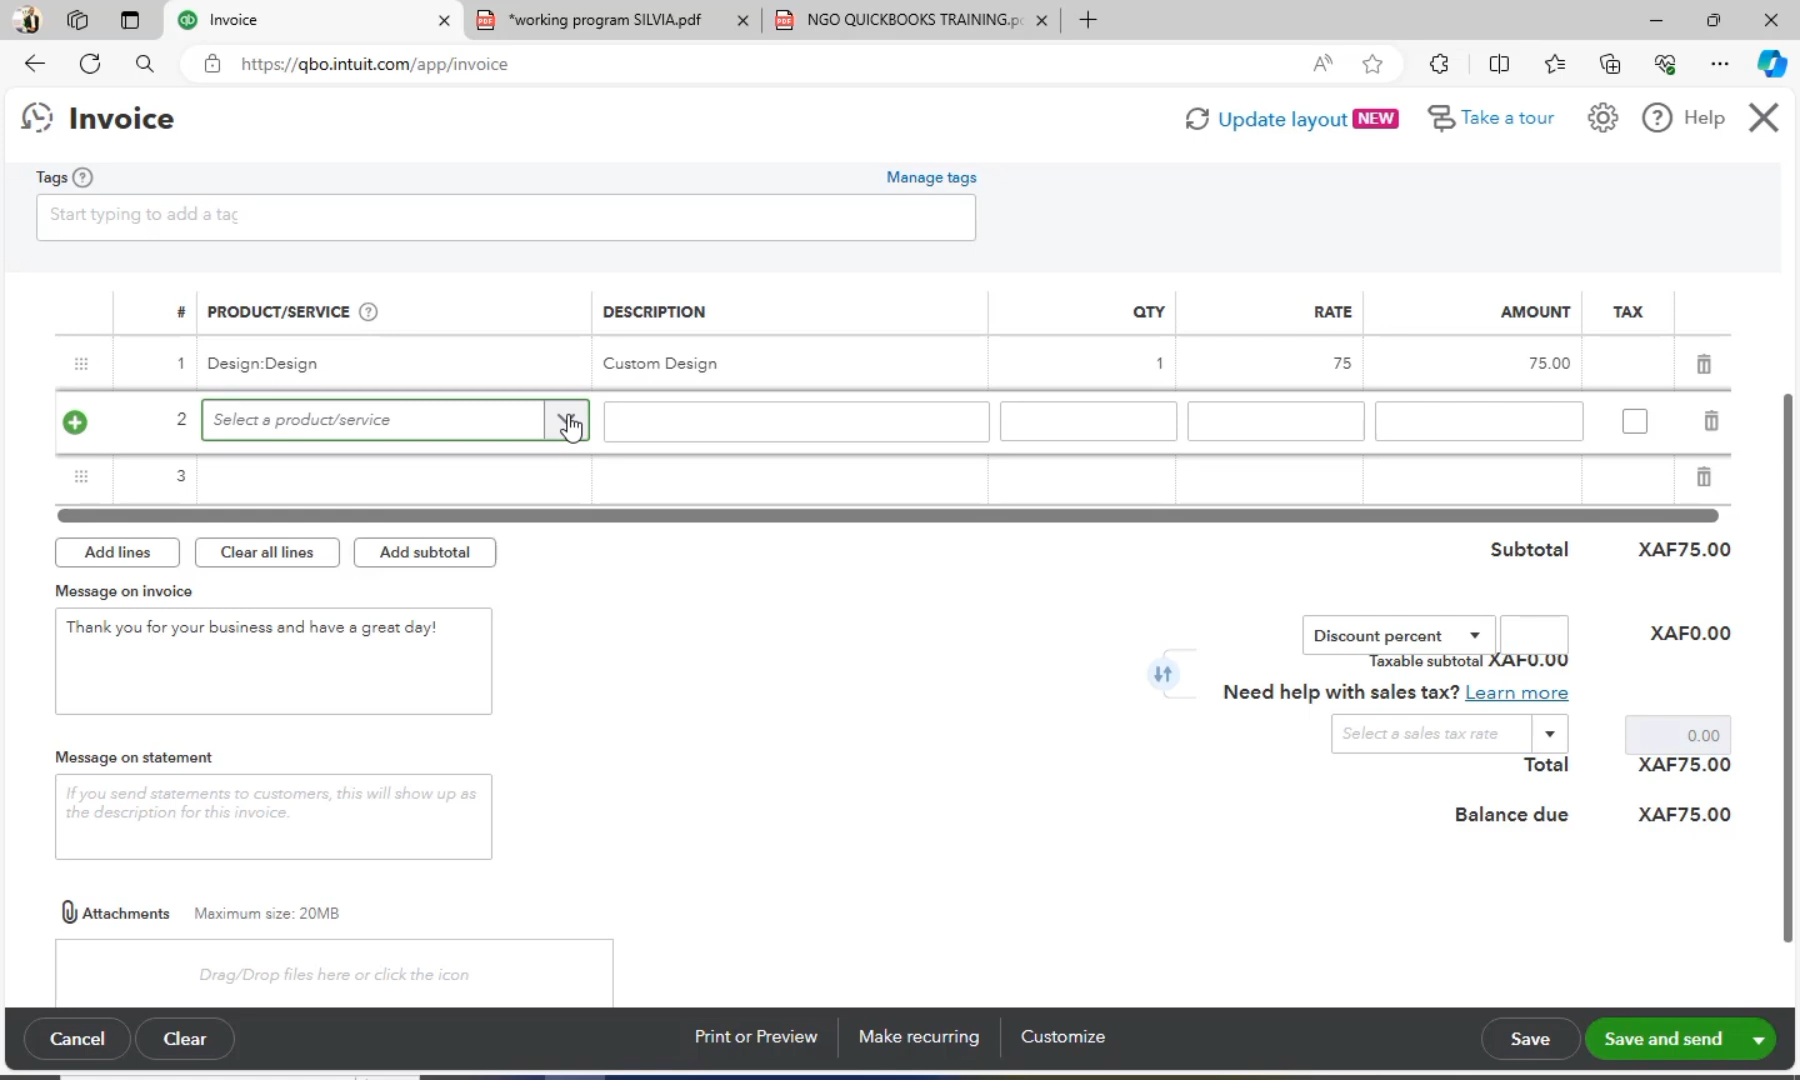 Invoice
*working program SILVIA.pdf
NGO QUICKBOOKS TRAINING.pd
https://qbo.intuit.com/app/invoice
Invoice
Update layout NEW
Take a tour
Help
Tags
Manage tags
Start typing to add a tag
# PRODUCT/SERVICE DESCRIPTION QTY RATE AMOUNT TAX
1 Design:Design Custom Design 1 75 75.00
2 Select a product/service
3
Add lines Clear all lines Add subtotal
Subtotal XAF75.00
Message on invoice
Thank you for your business and have a great day!
Discount percent XAF0.00
Taxable subtotal XAF0.00
Need help with sales tax? Learn more
Select a sales tax rate 0.00
Total XAF75.00
Message on statement
If you send statements to customers, this will show up as
the description for this invoice.
Balance due XAF75.00
Attachments Maximum size: 20MB
Drag/Drop files here or click the icon
Cancel Clear Print or Preview Make recurring Customize Save Save and send